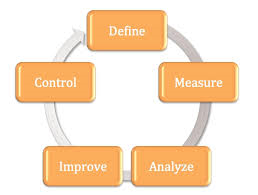 Define
Measure
Analyze
Improve
Control